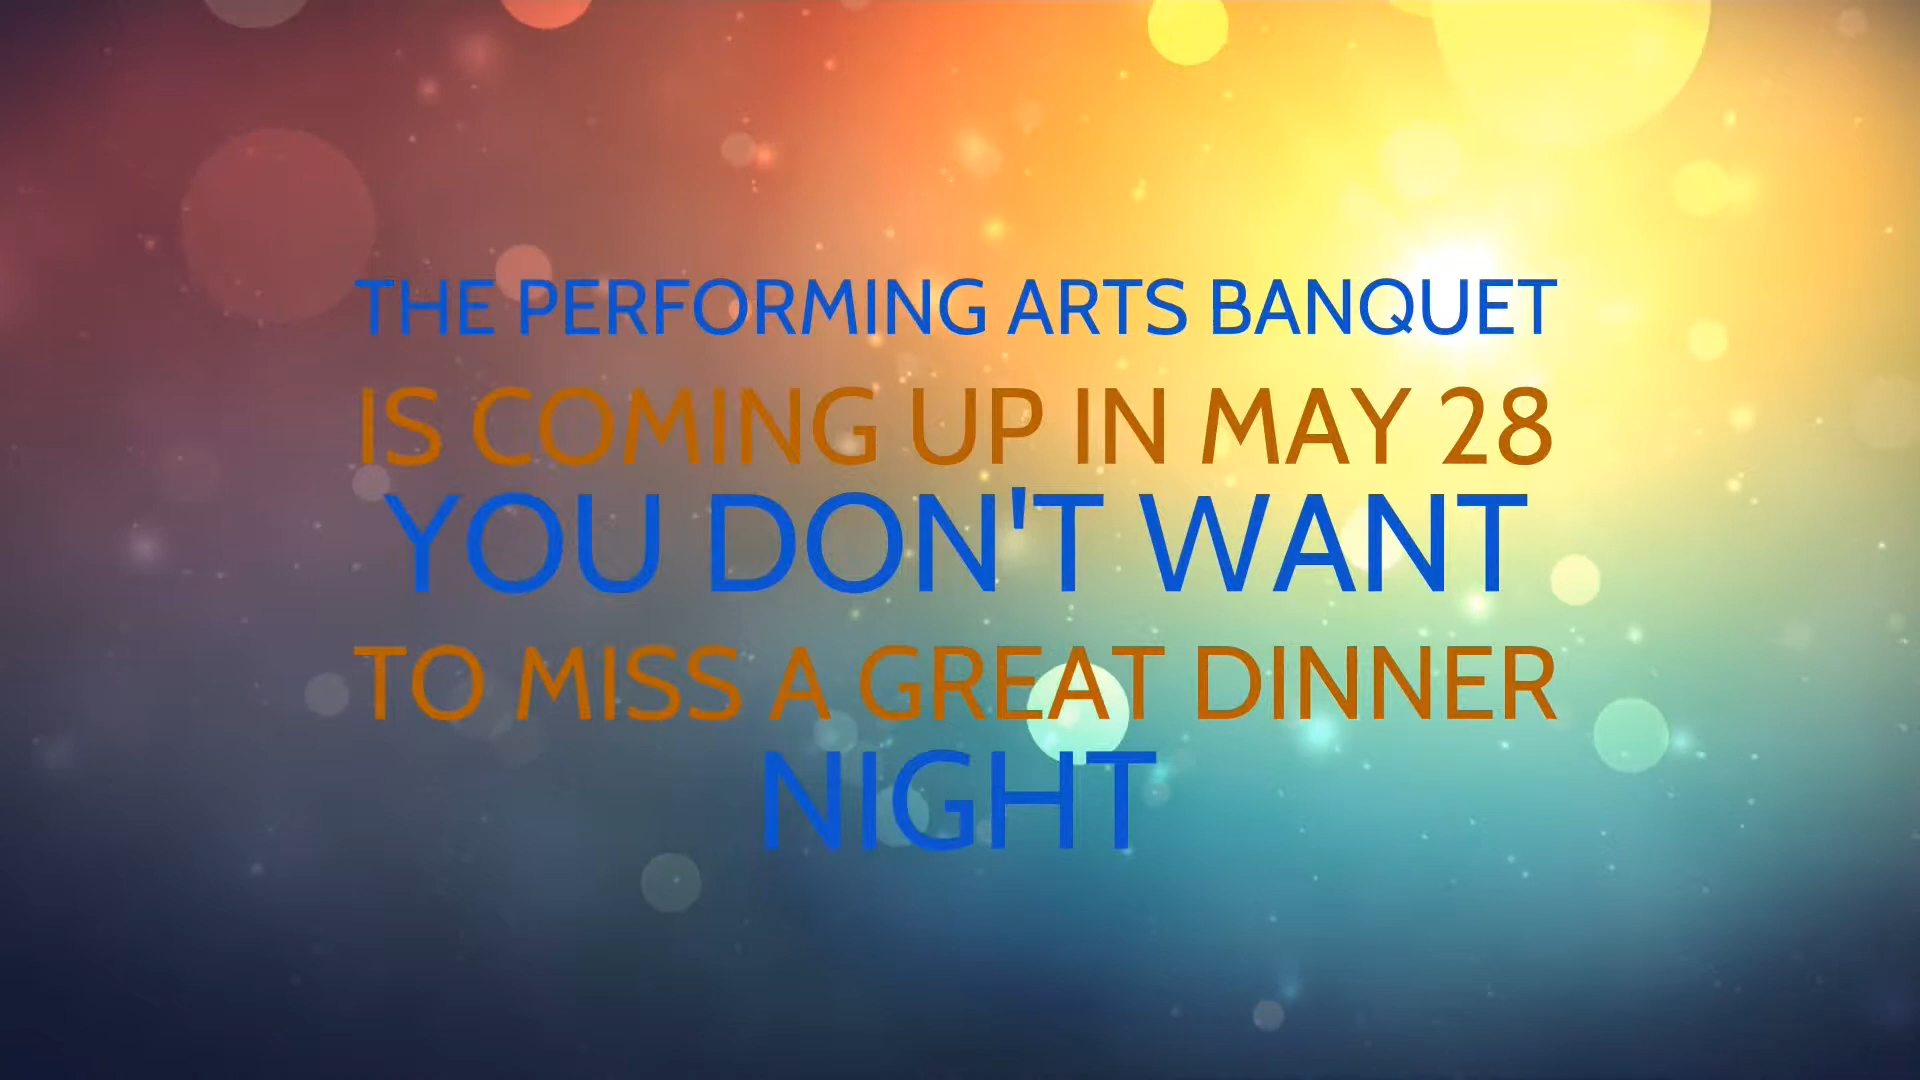 THE PERFORMING ARTS BANQUET
IS COMING UP IN MAY 28
YOU DON'T WANT
TO MISS A GREAT DINNER
NIGHT